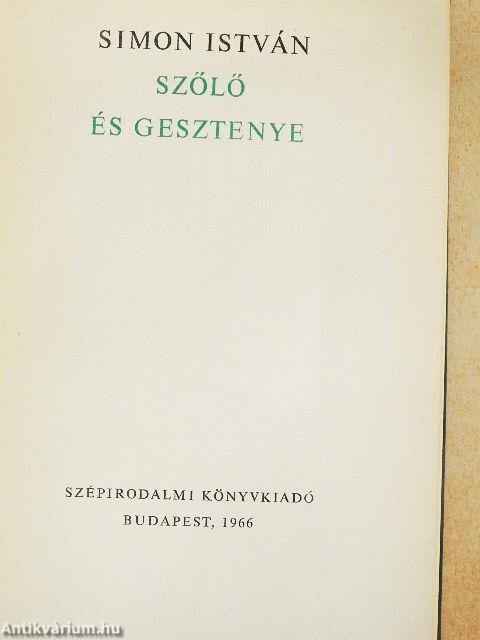 SIMON ISTVÁN
SZŐLŐ
ÉS GESZTENYE
SZÉPIRODALMI KÖNYVKIADÓ
BUDAPEST, 1966
Antikvárium.hu